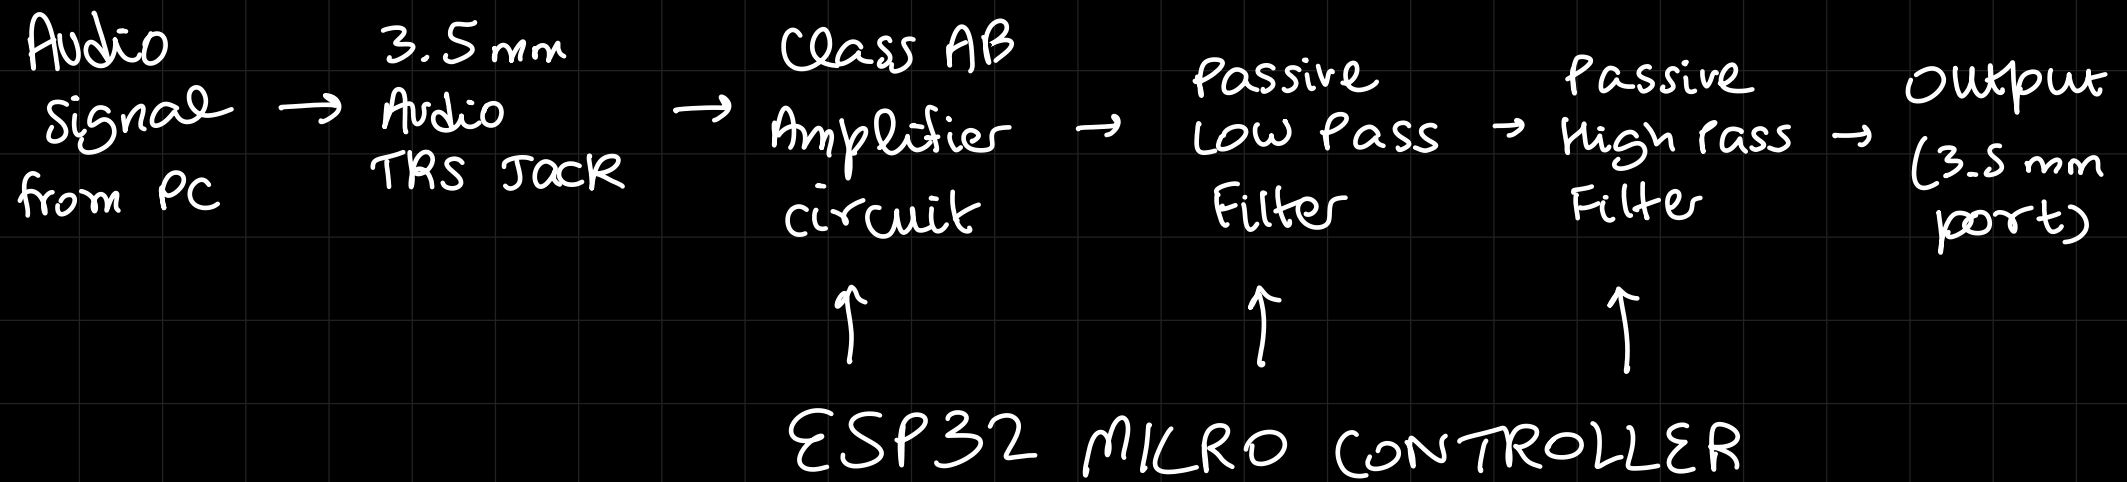 Audio
signal
from PC
→
3.5 mm
Audio
TRS JACK
→
Class AB
Amplifier
circuit
→
Passive
Low Pass
Filter
→
Passive
High Pass
Filter
→
output
(3.5 mm
port)
↑ ↑ ↑
ESP32 MICRO CONTROLLER